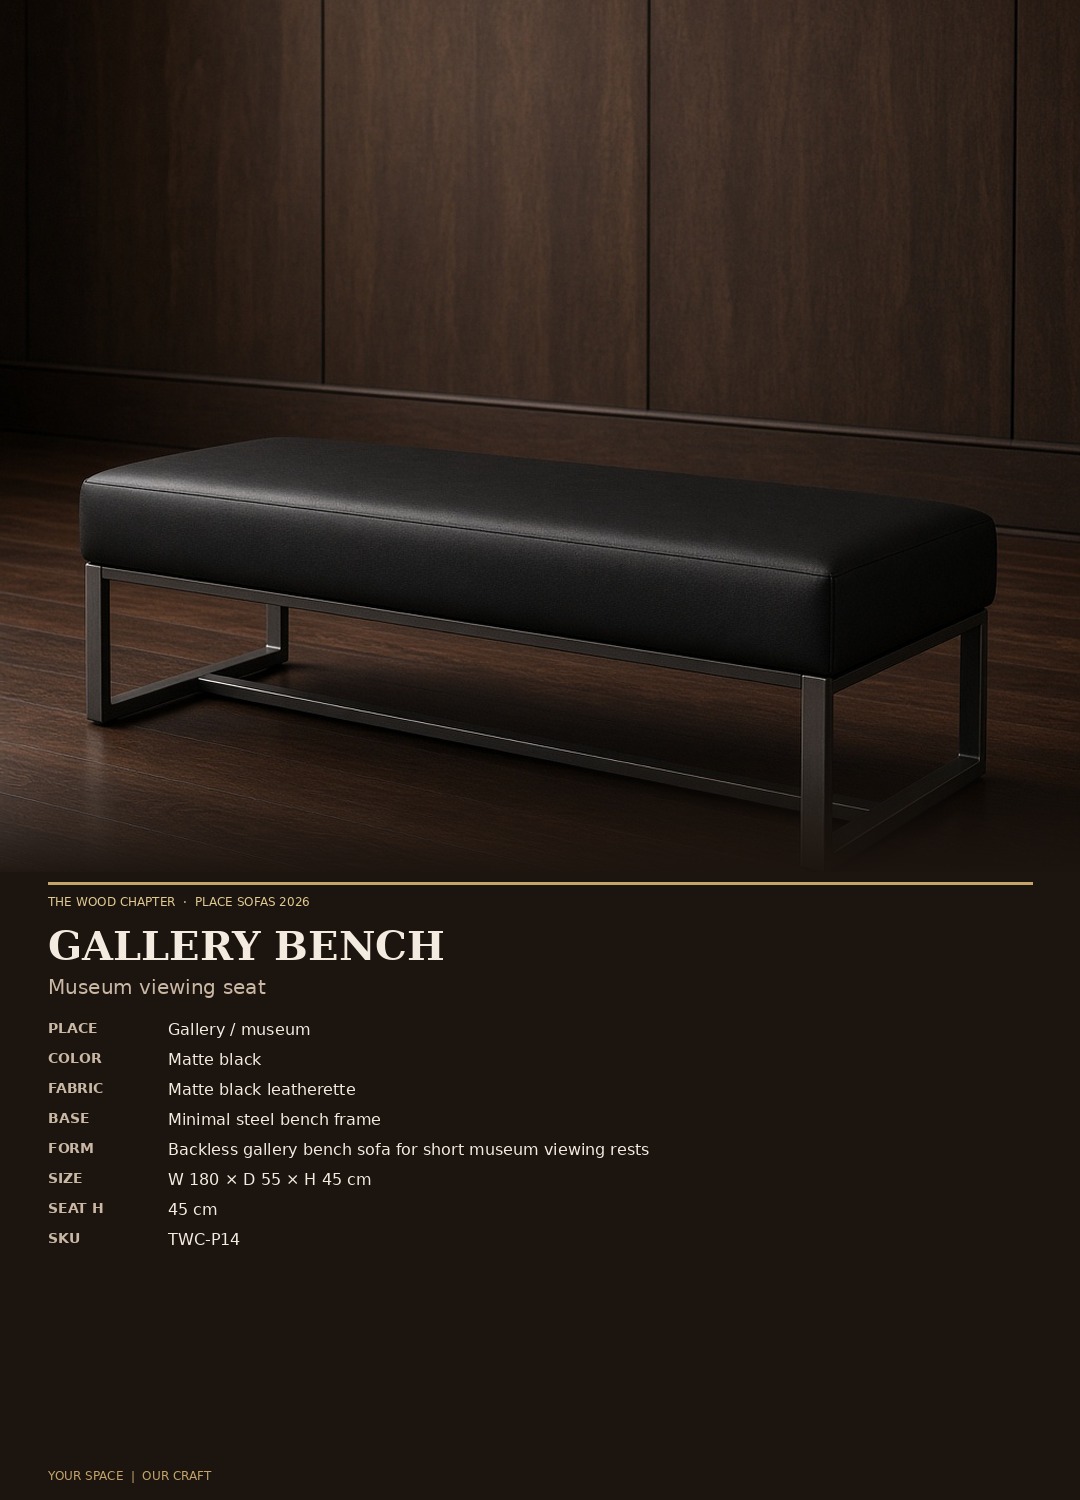 THE WOOD CHAPTER · PLACE SOFAS 2026
GALLERY BENCH
Museum viewing seat
PLACE Gallery / museum
COLOR Matte black
FABRIC Matte black leatherette
BASE Minimal steel bench frame
FORM Backless gallery bench sofa for short museum viewing rests
SIZE W 180 × D 55 × H 45 cm
SEAT H 45 cm
SKU TWC-P14
YOUR SPACE | OUR CRAFT